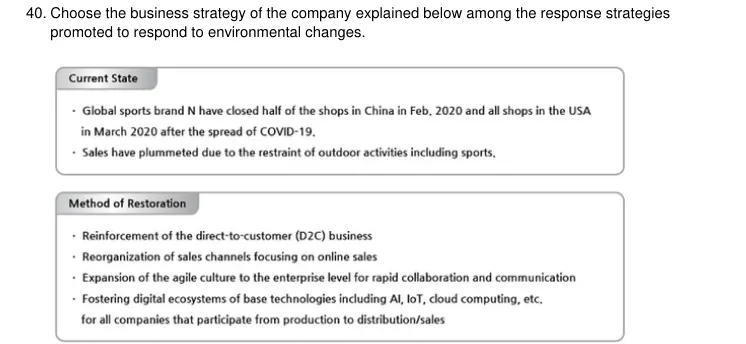 40. Choose the business strategy of the company explained below among the response strategies
promoted to respond to environmental changes.
Current State
· Global sports brand N have closed half of the shops in China in Feb. 2020 and all shops in the USA
in March 2020 after the spread of COVID-19.
· Sales have plummeted due to the restraint of outdoor activities including sports.
Method of Restoration
· Reinforcement of the direct-to-customer (D2C) business
· Reorganization of sales channels focusing on online sales
· Expansion of the agile culture to the enterprise level for rapid collaboration and communication
· Fostering digital ecosystems of base technologies including AI, IoT, cloud computing, etc.
for all companies that participate from production to distribution/sales